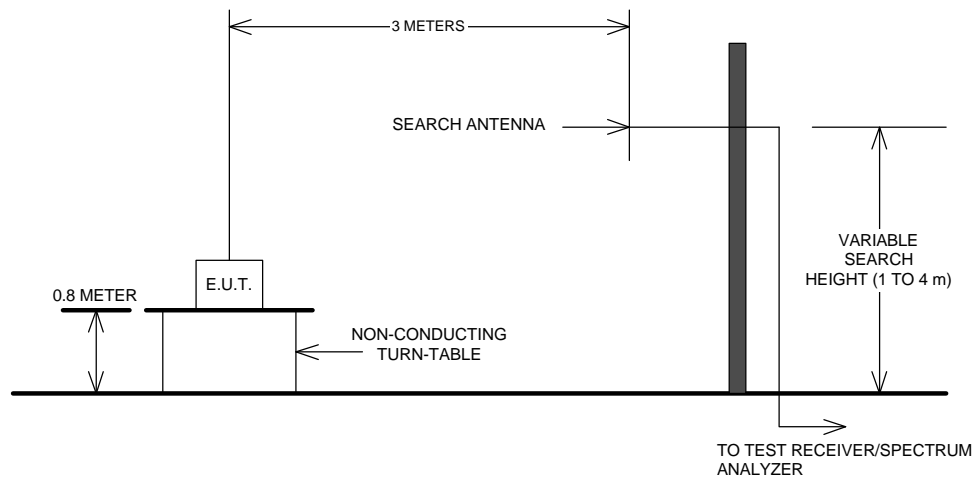 3 METERS
SEARCH ANTENNA
VARIABLE
SEARCH
HEIGHT (1 TO 4 m)
E.U.T.
0.8 METER
NON-CONDUCTING
TURN-TABLE
TO TEST RECEIVER/SPECTRUM
ANALYZER